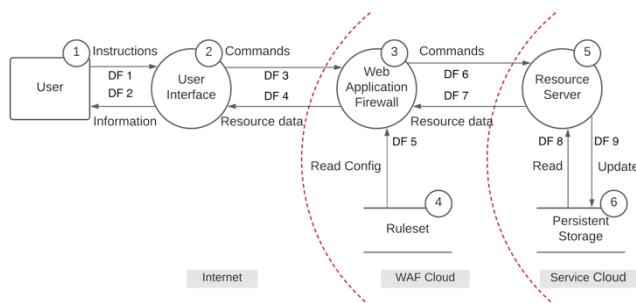 1
Instructions
2
Commands
3
Commands
5
User
DF 1
DF 2
User
Interface
DF 3
DF 4
Web
Application
Firewall
DF 6
DF 7
Resource
Server
Information
Resource data
Resource data
DF 5
DF 8
DF 9
Read Config
Read
Update
4
6
Ruleset
Persistent
Storage
Internet
WAF Cloud
Service Cloud